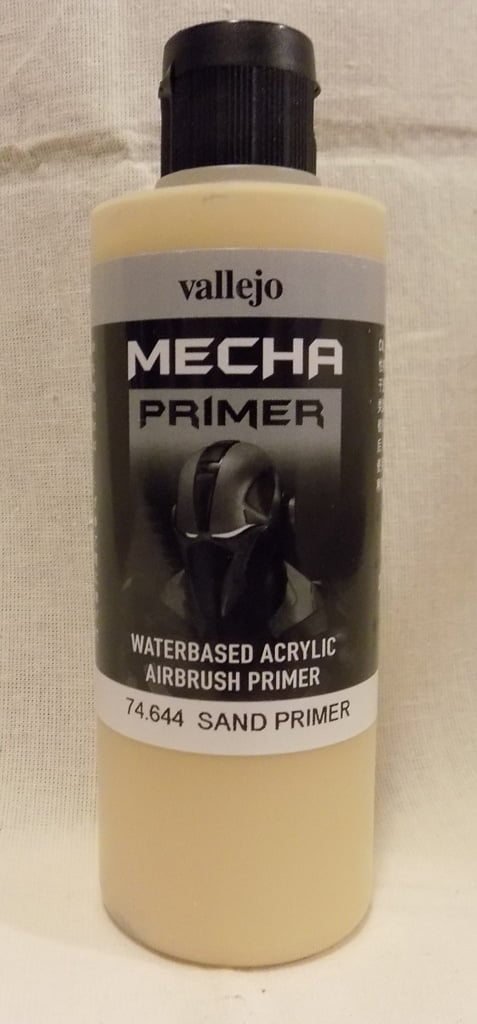 vallejo
MECHA
PRIMER
WATERBASED ACRYLIC
AIRBRUSH PRIMER
74.644 SAND PRIMER